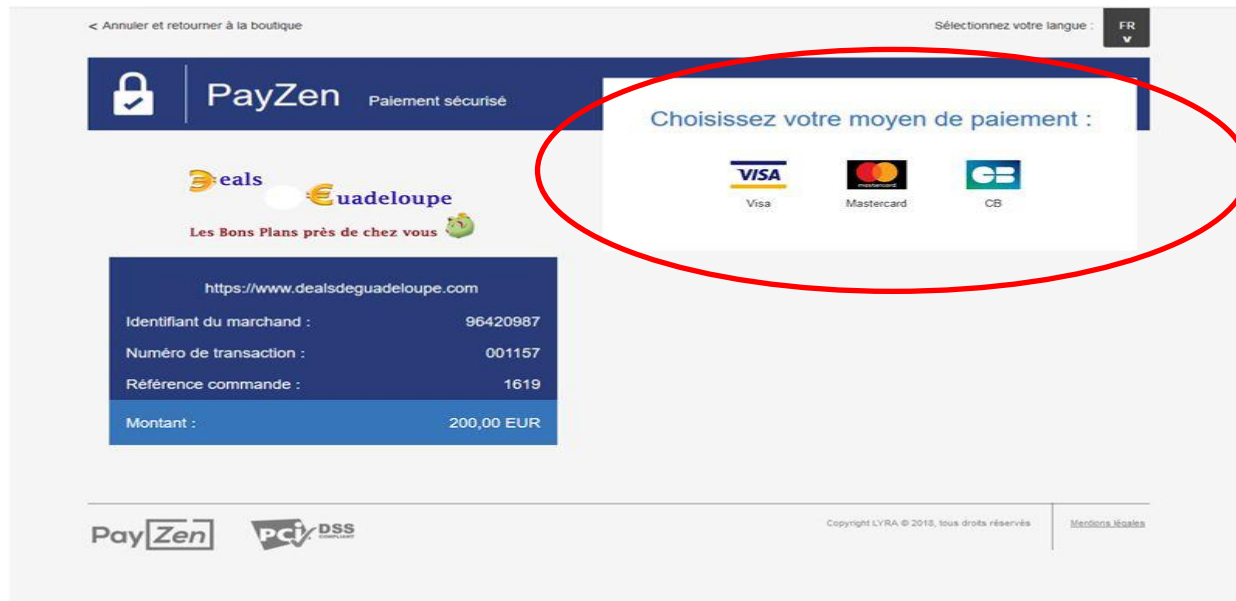 < Annuler et retourner à la boutique
Sélectionnez votre langue :
FR
PayZen Paiement sécurisé
Choisissez votre moyen de paiement :
VISA
mastercard
CB
Visa
Mastercard
CB
eals
€uadeloupe
Les Bons Plans près de chez vous
https://www.dealsdeguadeloupe.com
Identifiant du marchand : 96420987
Numéro de transaction : 001157
Référence commande : 1619
Montant : 200,00 EUR
PayZen
PCI DSS
COMPLIANT
Copyright LYRA © 2018, tous droits réservés
Mentions légales